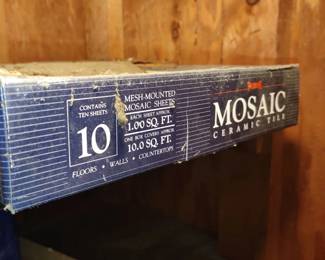 CONTAINS
TEN SHEETS
10
MESH-MOUNTED
MOSAIC SHEETS
EACH SHEET APPROX.
1.00 SQ. FT.
ONE BOX COVERS APPROX.
10.0 SQ. FT.
FLOORS • WALLS • COUNTERTOPS
MOSAIC
CERAMIC TILE